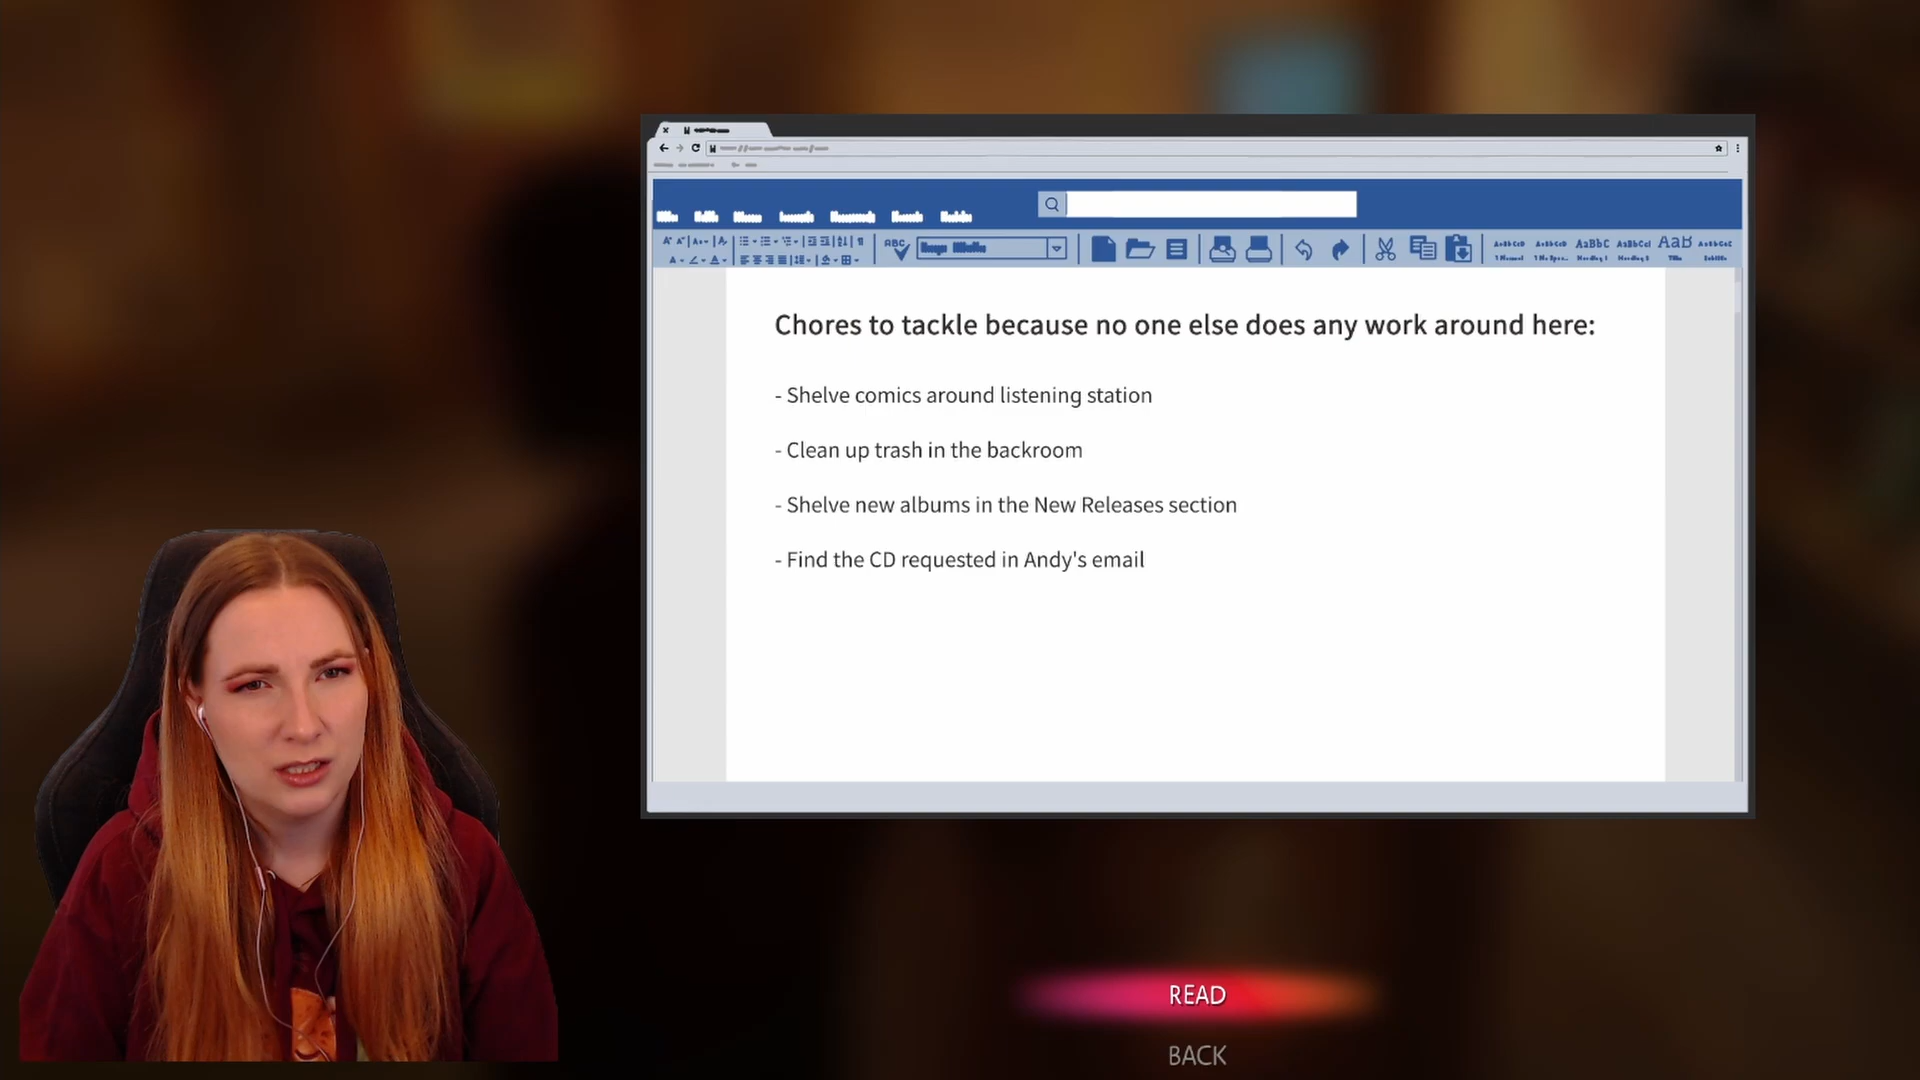 ABC
AaBbC
AaBbCcI
AaB
Chores to tackle because no one else does any work around here:
- Shelve comics around listening station
- Clean up trash in the backroom
- Shelve new albums in the New Releases section
- Find the CD requested in Andy's email
READ
BACK